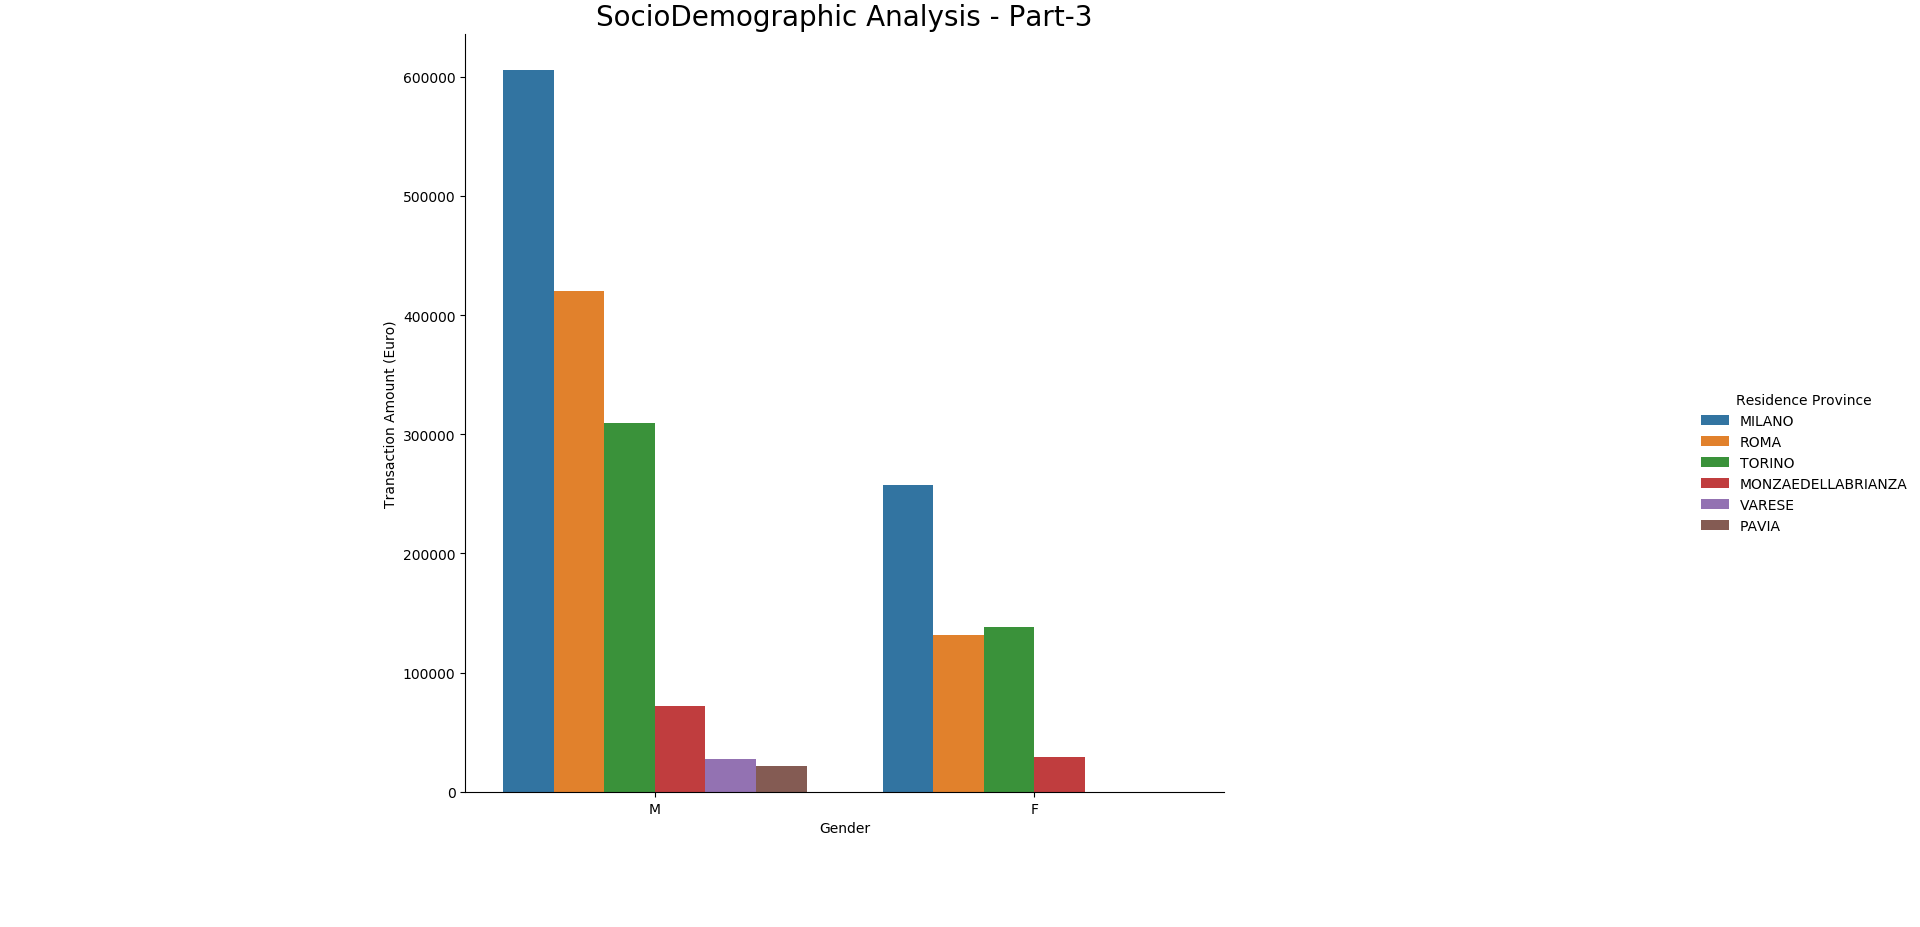 SocioDemographic Analysis - Part-3
600000
500000
400000
300000
200000
100000
0
Transaction Amount (Euro)
M
F
Gender
Residence Province
MILANO
ROMA
TORINO
MONZAEDELLABRIANZA
VARESE
PAVIA